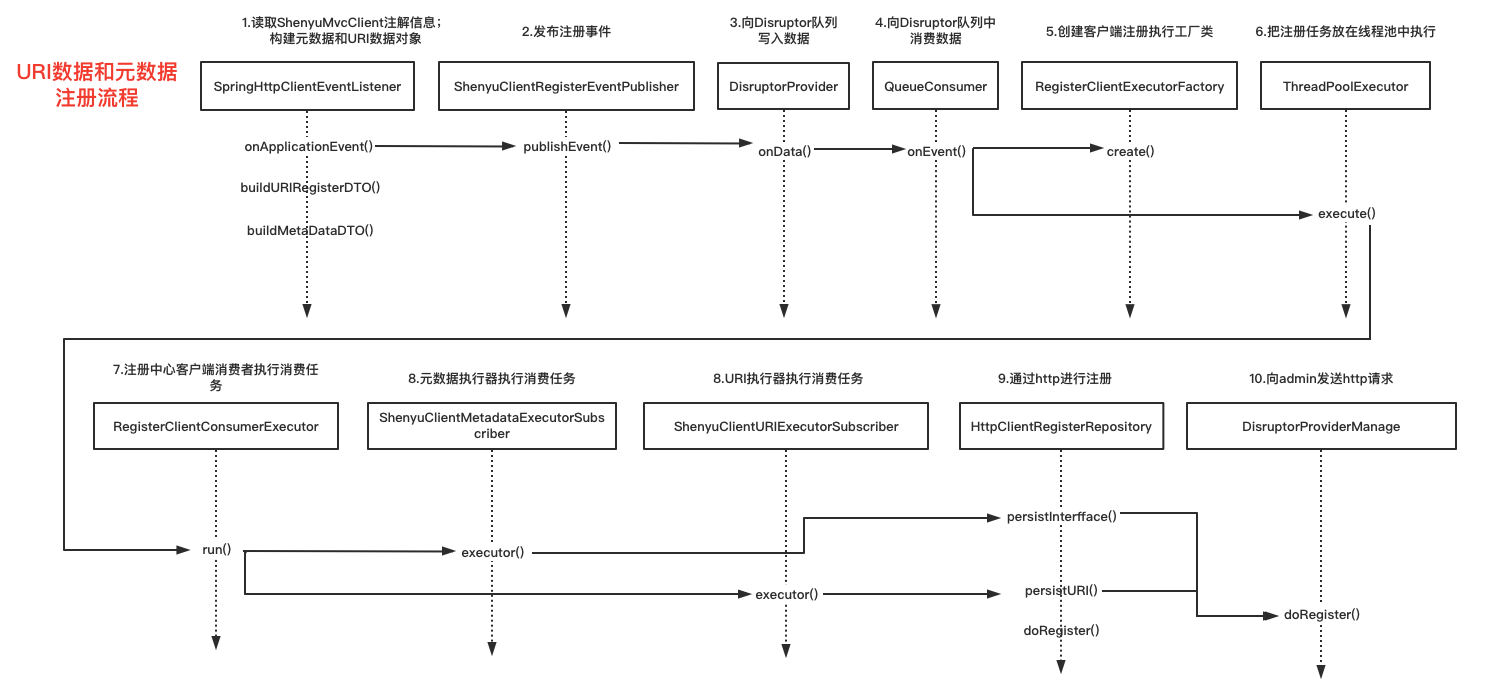 1.读取ShenyuMvcClient注解信息；
构建元数据和URI数据对象
2.发布注册事件
3.向Disruptor队列
写入数据
4.向Disruptor队列中
消费数据
5.创建客户端注册执行工厂类
6.把注册任务放在线程池中执行
URI数据和元数据
注册流程
SpringHttpClientEventListener
ShenyuClientRegisterEventPublisher
DisruptorProvider
QueueConsumer
RegisterClientExecutorFactory
ThreadPoolExecutor
onApplicationEvent()
publishEvent()
onData()
onEvent()
create()
buildURIRegisterDTO()
execute()
buildMetaDataDTO()
7.注册中心客户端消费者执行消费任
务
8.元数据执行器执行消费任务
8.URI执行器执行消费任务
9.通过http进行注册
10.向admin发送http请求
RegisterClientConsumerExecutor
ShenyuClientMetadataExecutorSubs
criber
ShenyuClientURIExecutorSubscriber
HttpClientRegisterRepository
DisruptorProviderManage
persistInterfface()
run()
executor()
executor()
persistURI()
doRegister()
doRegister()